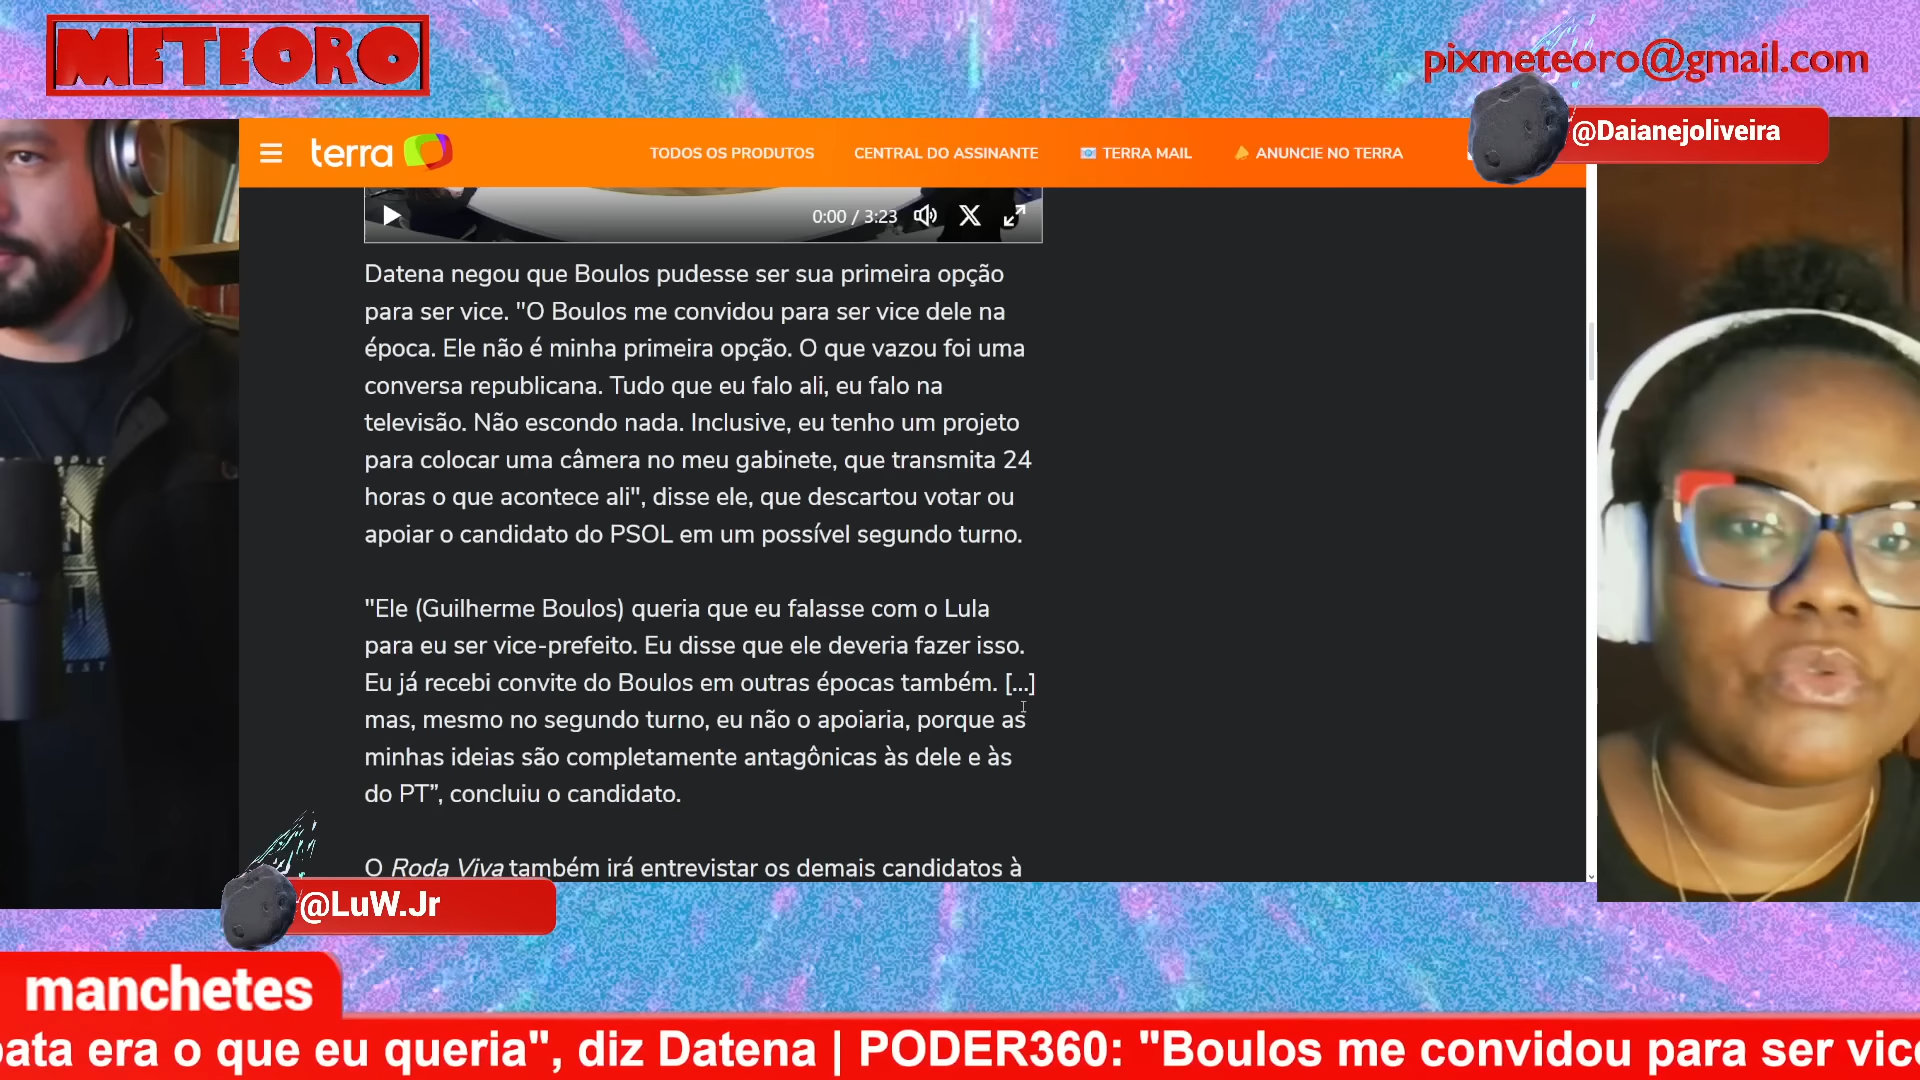 METEORO
pixmeteoro@gmail.com
@Daianejoliveira
terra
TODOS OS PRODUTOS
CENTRAL DO ASSINANTE
TERRA MAIL
ANUNCIE NO TERRA
0:00 / 3:23
Datena negou que Boulos pudesse ser sua primeira opção
para ser vice. "O Boulos me convidou para ser vice dele na
época. Ele não é minha primeira opção. O que vazou foi uma
conversa republicana. Tudo que eu falo ali, eu falo na
televisão. Não escondo nada. Inclusive, eu tenho um projeto
para colocar uma câmera no meu gabinete, que transmita 24
horas o que acontece ali", disse ele, que descartou votar ou
apoiar o candidato do PSOL em um possível segundo turno.
"Ele (Guilherme Boulos) queria que eu falasse com o Lula
para eu ser vice-prefeito. Eu disse que ele deveria fazer isso.
Eu já recebi convite do Boulos em outras épocas também. [...]
mas, mesmo no segundo turno, eu não o apoiaria, porque as
minhas ideias são completamente antagônicas às dele e às
do PT”, concluiu o candidato.
O Roda Viva também irá entrevistar os demais candidatos à
@LuW.Jr
manchetes
era o que eu queria", diz Datena | PODER360: "Boulos me convidou para ser